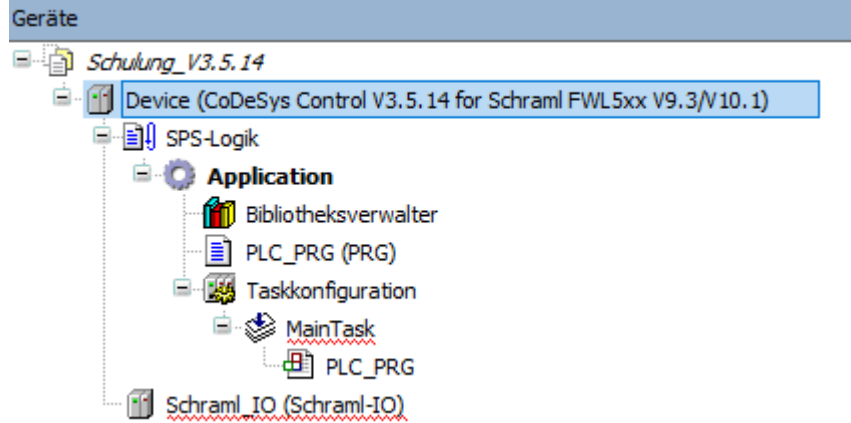 Geräte
Schulung_V3.5.14
Device (CoDeSys Control V3.5.14 for Schraml FWL5xx V9.3/V10.1)
SPS-Logik
Application
Bibliotheksverwalter
PLC_PRG (PRG)
Taskkonfiguration
MainTask
PLC_PRG
Schraml_IO (Schraml-IO)